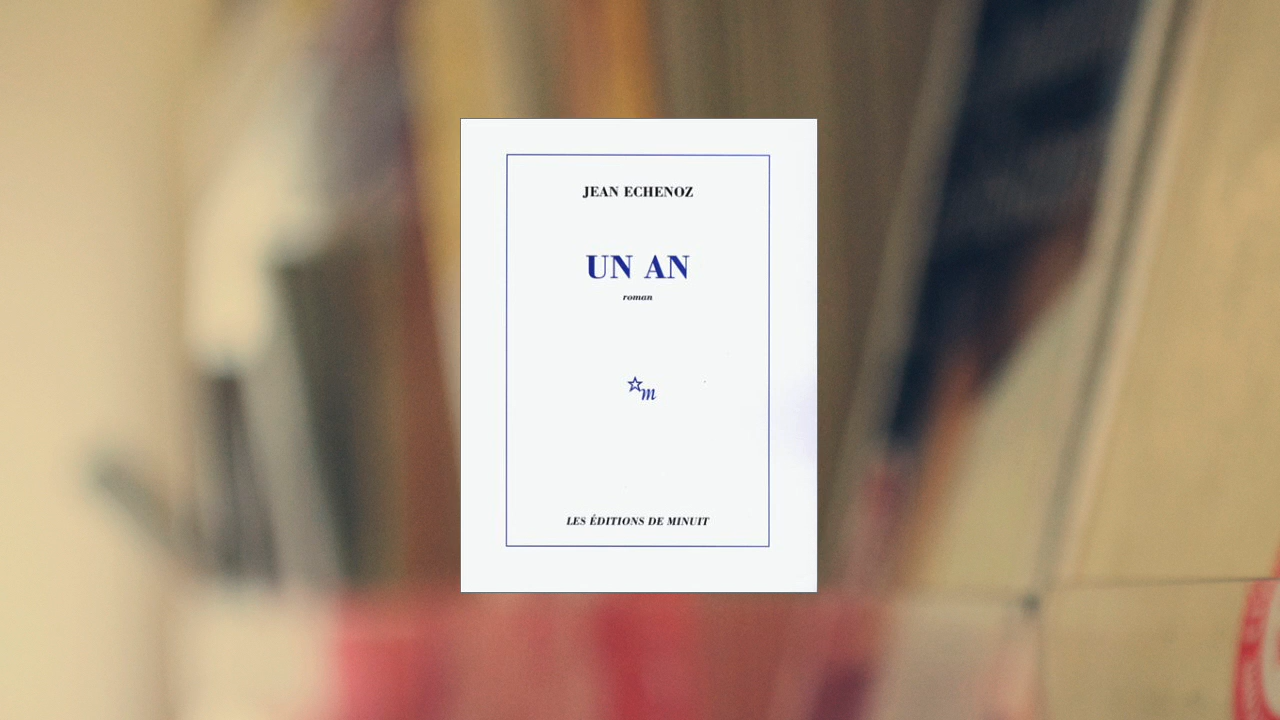 JEAN ECHENOZ
UN AN
roman
m
LES ÉDITIONS DE MINUIT